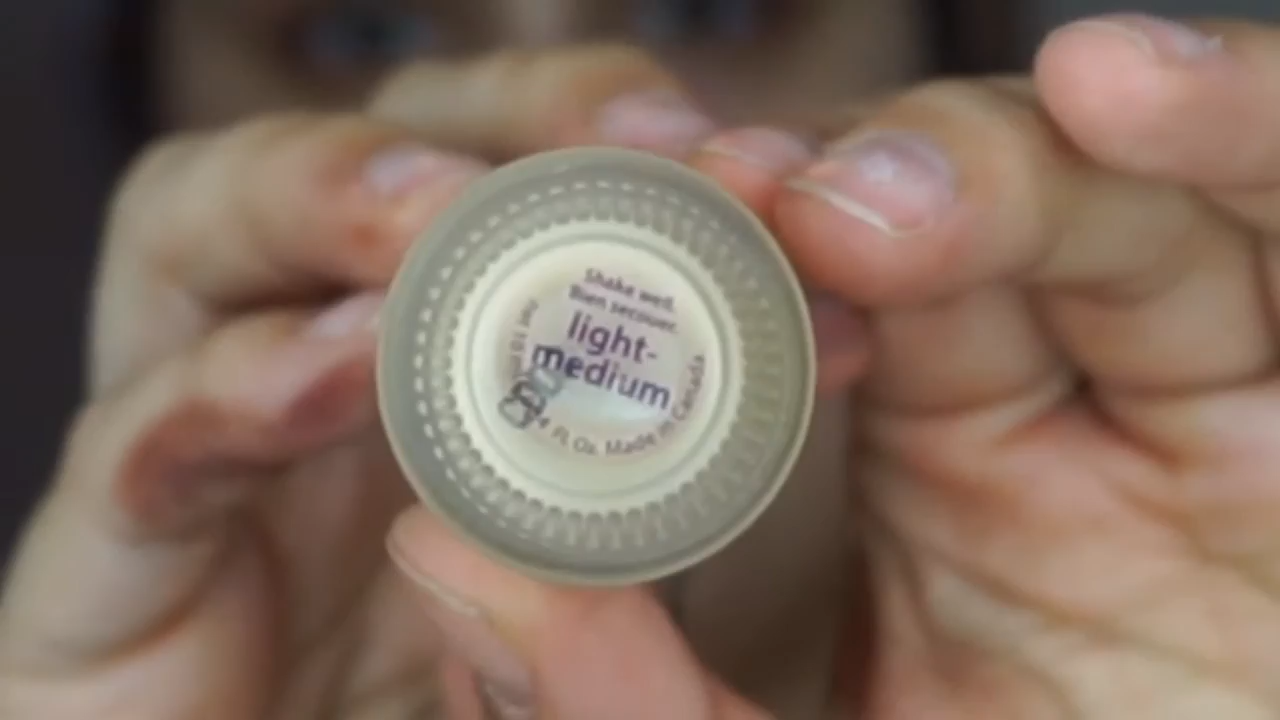 Shake well.
Bien secouer.
light-
medium
Fl. Oz. Made in Canada